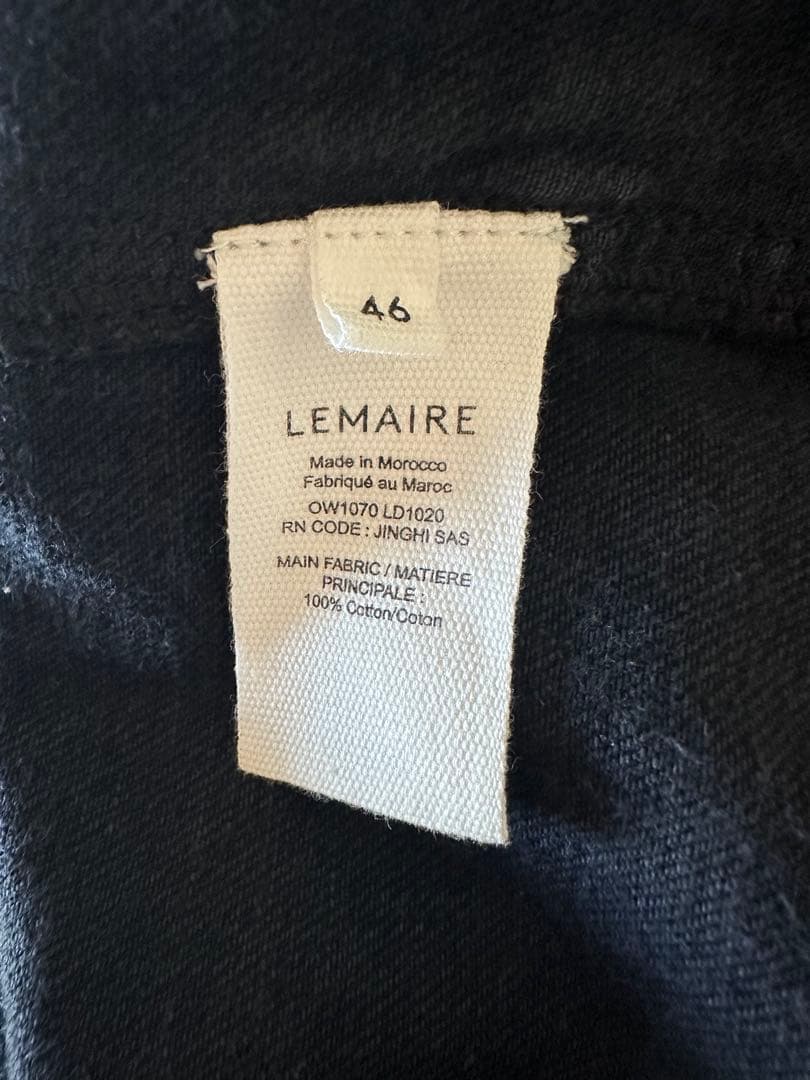 46
LEMAIRE
Made in Morocco
Fabriqué au Maroc
OW1070 LD1020
RN CODE : JINGHI SAS
MAIN FABRIC / MATIERE
PRINCIPALE :
100% Cotton/Coton